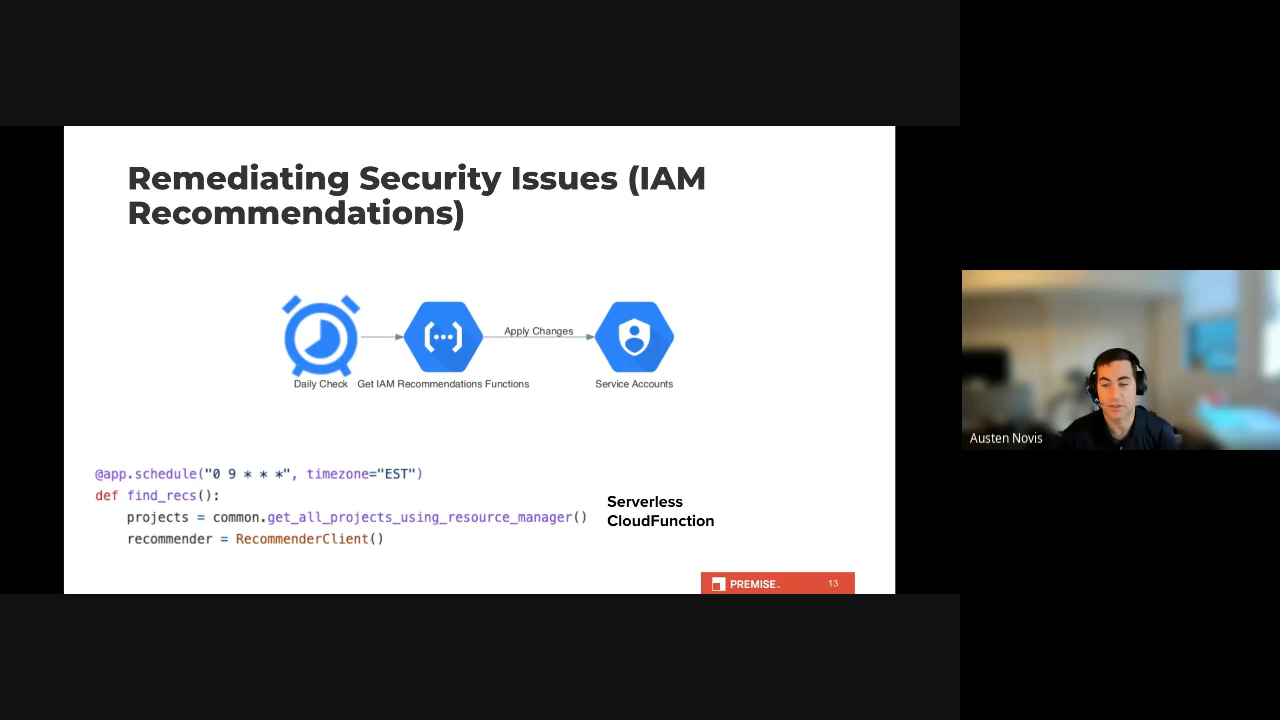 Remediating Security Issues (IAM
Recommendations)
Apply Changes
Daily Check
Get IAM Recommendations Functions
Service Accounts
@app.schedule("0 9 * * *", timezone="EST")
def find_recs():
projects = common.get_all_projects_using_resource_manager()
recommender = RecommenderClient()
Serverless
CloudFunction
PREMISE
13
Austen Novis